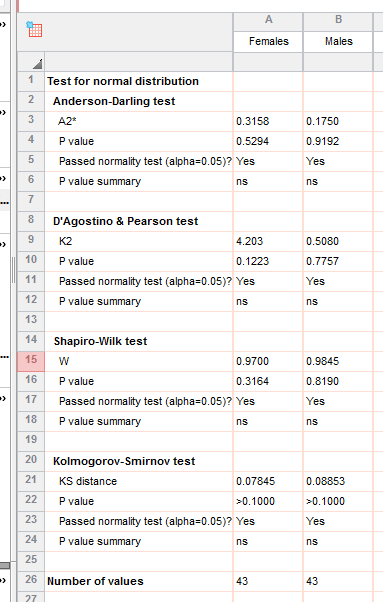 A B
Females Males
1 Test for normal distribution
2 Anderson-Darling test
3 A2* 0.3158 0.1750
4 P value 0.5294 0.9192
5 Passed normality test (alpha=0.05)? Yes Yes
6 P value summary ns ns
7
8 D'Agostino & Pearson test
9 K2 4.203 0.5080
10 P value 0.1223 0.7757
11 Passed normality test (alpha=0.05)? Yes Yes
12 P value summary ns ns
13
14 Shapiro-Wilk test
15 W 0.9700 0.9845
16 P value 0.3164 0.8190
17 Passed normality test (alpha=0.05)? Yes Yes
18 P value summary ns ns
19
20 Kolmogorov-Smirnov test
21 KS distance 0.07845 0.08853
22 P value >0.1000 >0.1000
23 Passed normality test (alpha=0.05)? Yes Yes
24 P value summary ns ns
25
26 Number of values 43 43
27